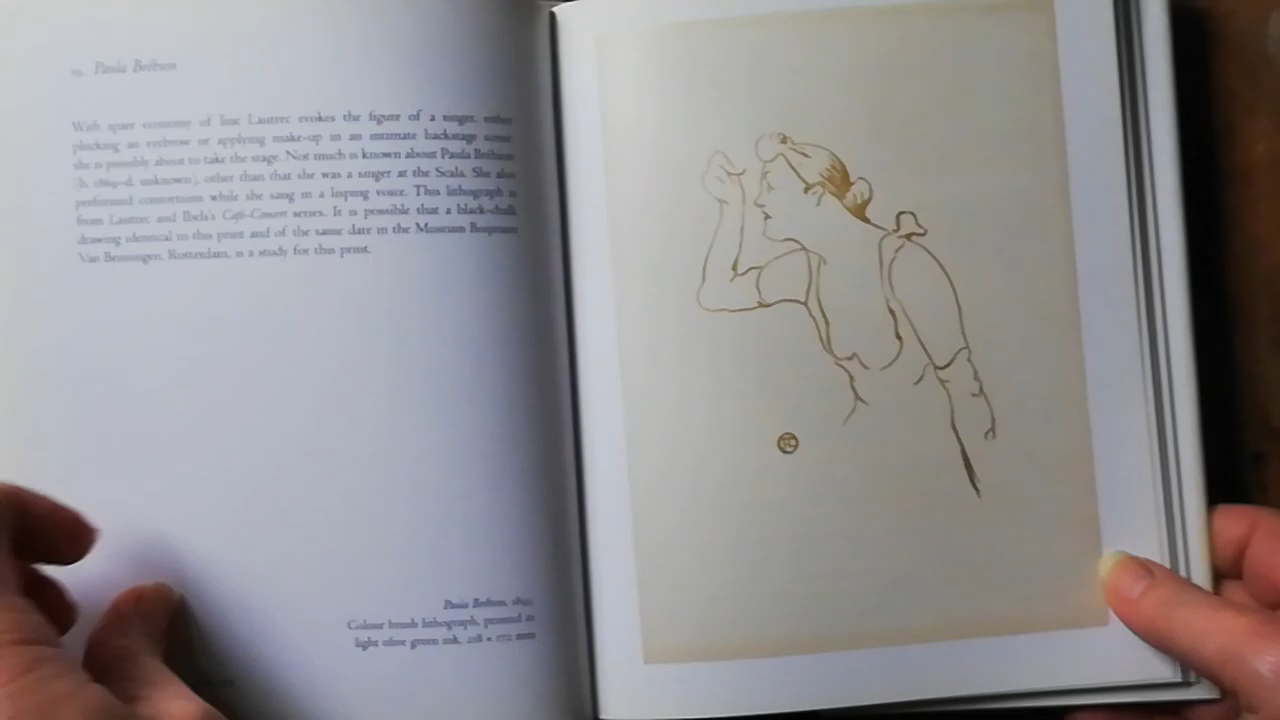 Paula Brébion
With spare economy of line Lautrec evokes the figure of a singer, either
plucking an eyebrow or applying make-up in an intimate backstage scene
she is possibly about to take the stage. Not much is known about Paula Brébion
(b. unknown), other than that she was a singer at the Scala. She also
performed contortions while she sang in a lisping voice. This lithograph is
from Lautrec and Ibels's Café-Concert series. It is possible that a black-chalk
drawing identical to this print and of the same date in the Museum Boijmans
Van Beuningen, Rotterdam, is a study for this print.
Paula Brébion,
Colour brush lithograph, printed in
light olive green ink, mm